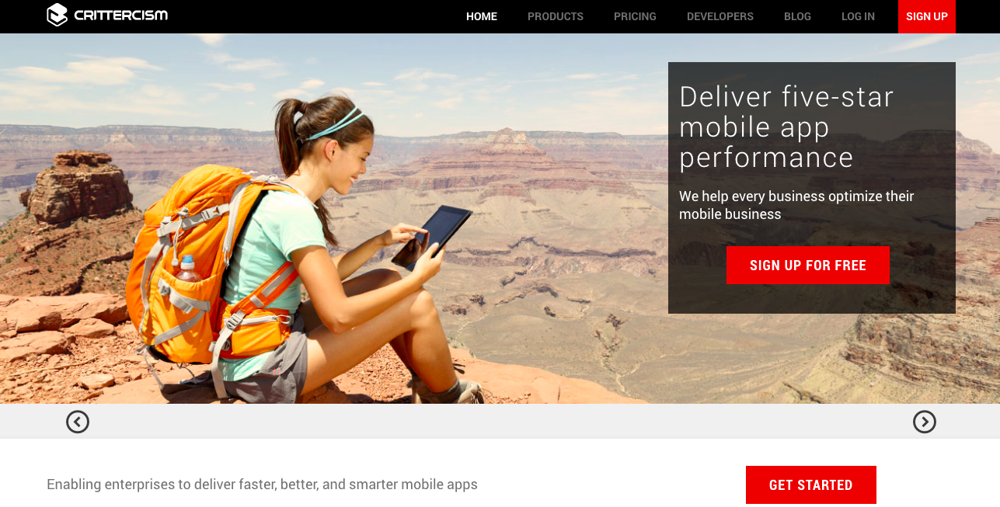 CRITTERCISM
HOME PRODUCTS PRICING DEVELOPERS BLOG LOG IN SIGN UP
Deliver five-star
mobile app
performance
We help every business optimize their
mobile business
SIGN UP FOR FREE
Enabling enterprises to deliver faster, better, and smarter mobile apps
GET STARTED